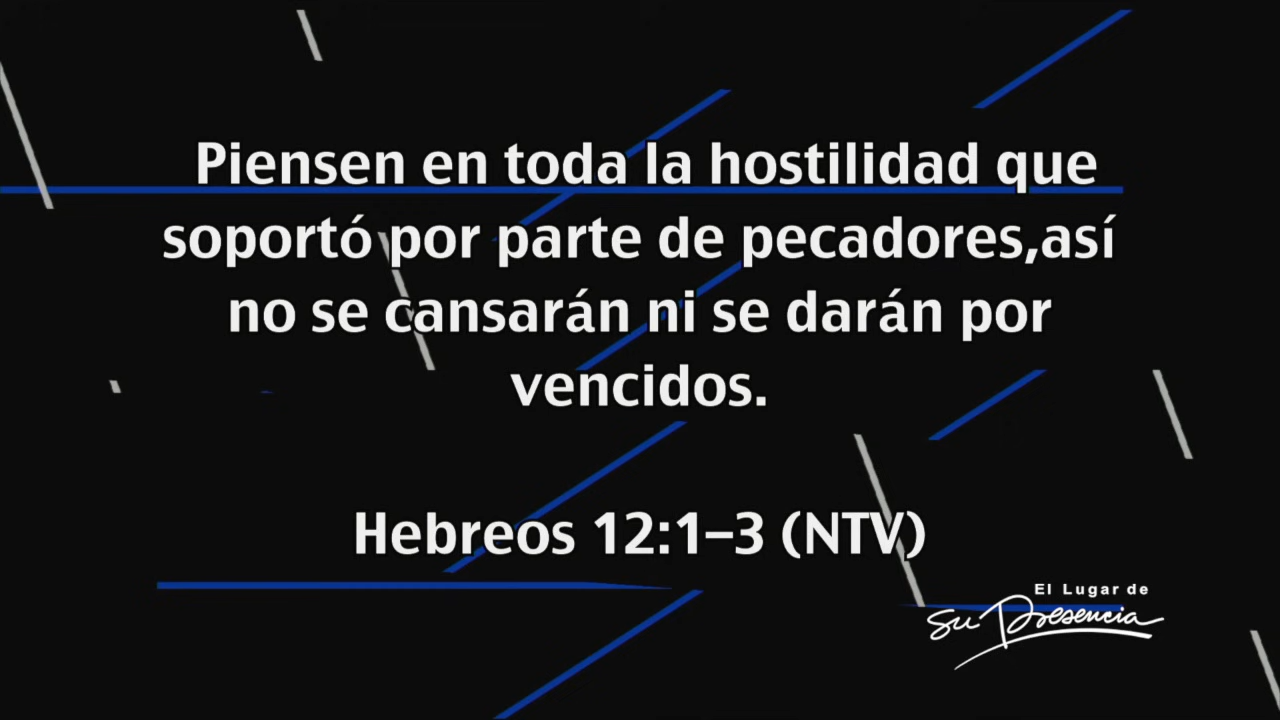 Piensen en toda la hostilidad que
soportó por parte de pecadores,así
no se cansarán ni se darán por
vencidos.
Hebreos 12:1–3 (NTV)
El Lugar de
Su Presencia